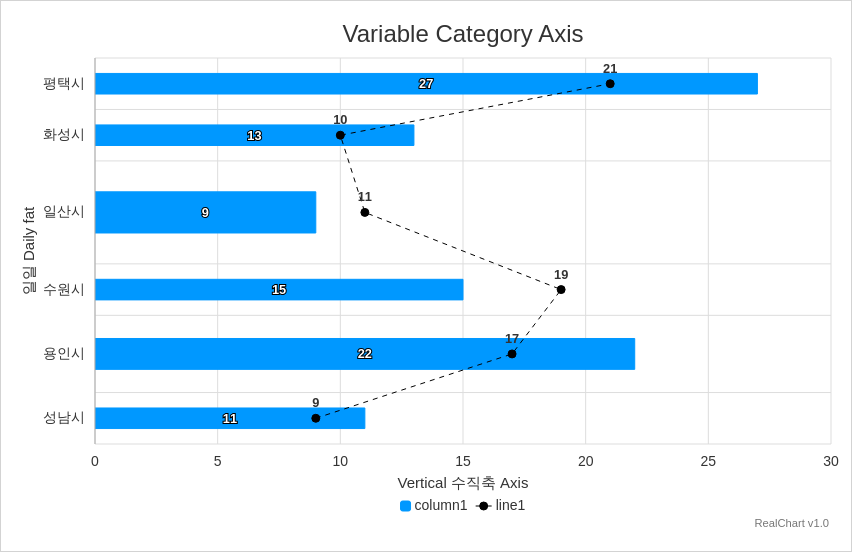 Variable Category Axis
평택시
27
21
화성시
13
10
일산시
9
11
일일 Daily fat
수원시
15
19
용인시
22
17
성남시
11
9
0 5 10 15 20 25 30
Vertical 수직축 Axis
column1 line1
RealChart v1.0